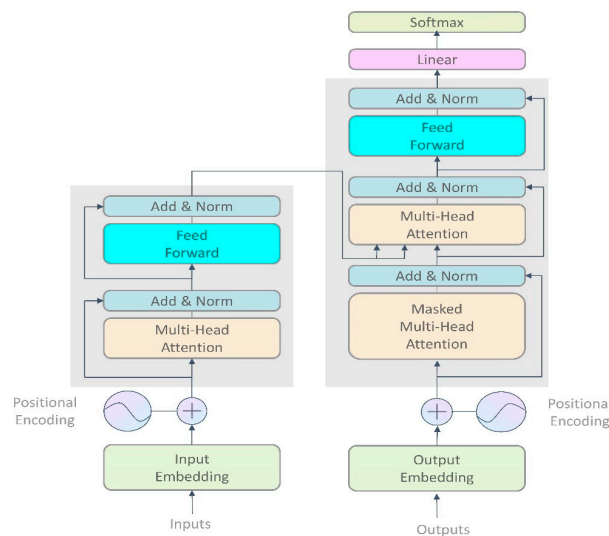 Softmax
Linear
Add & Norm
Feed
Forward
Add & Norm
Multi-Head
Attention
Add & Norm
Masked
Multi-Head
Attention
Positiona
Encoding
Output
Embedding
Outputs
Add & Norm
Feed
Forward
Add & Norm
Multi-Head
Attention
Positional
Encoding
Input
Embedding
Inputs